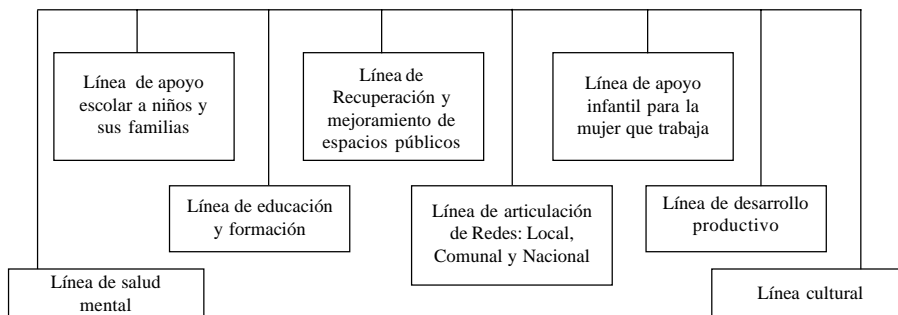 Línea de apoyo
escolar a niños y
sus familias
Línea de
Recuperación y
mejoramiento de
espacios públicos
Línea de apoyo
infantil para la
mujer que trabaja
Línea de educación
y formación
Línea de articulación
de Redes: Local,
Comunal y Nacional
Línea de desarrollo
productivo
Línea de salud
mental
Línea cultural